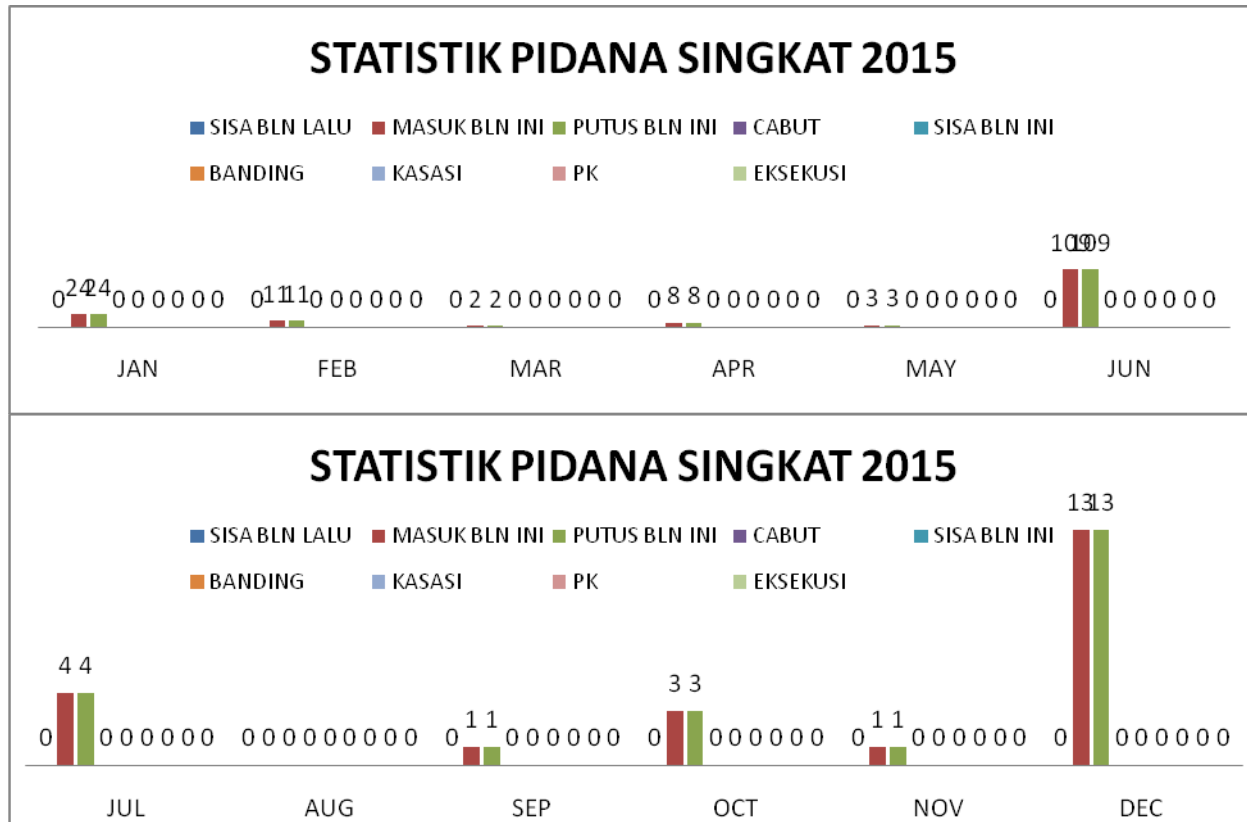 STATISTIK PIDANA SINGKAT 2015
SISA BLN LALU MASUK BLN INI PUTUS BLN INI CABUT SISA BLN INI
BANDING KASASI PK EKSEKUSI
0 24 24 0 0 0 0 0 0 0 11 11 0 0 0 0 0 0 0 2 2 0 0 0 0 0 0 0 8 8 0 0 0 0 0 0 0 3 3 0 0 0 0 0 0 0 109 109 0 0 0 0 0 0
JAN FEB MAR APR MAY JUN
STATISTIK PIDANA SINGKAT 2015
SISA BLN LALU MASUK BLN INI PUTUS BLN INI CABUT SISA BLN INI
BANDING KASASI PK EKSEKUSI
0 4 4 0 0 0 0 0 0 0 0 0 0 0 0 0 0 0 0 1 1 0 0 0 0 0 0 0 3 3 0 0 0 0 0 0 0 1 1 0 0 0 0 0 0 0 13 13 0 0 0 0 0 0
JUL AUG SEP OCT NOV DEC